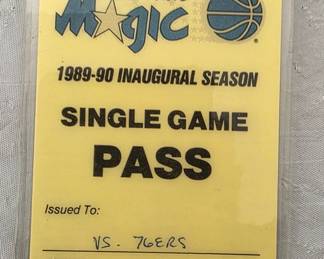 Magic
1989-90 INAUGURAL SEASON
SINGLE GAME
PASS
Issued To:
VS. 76ERS